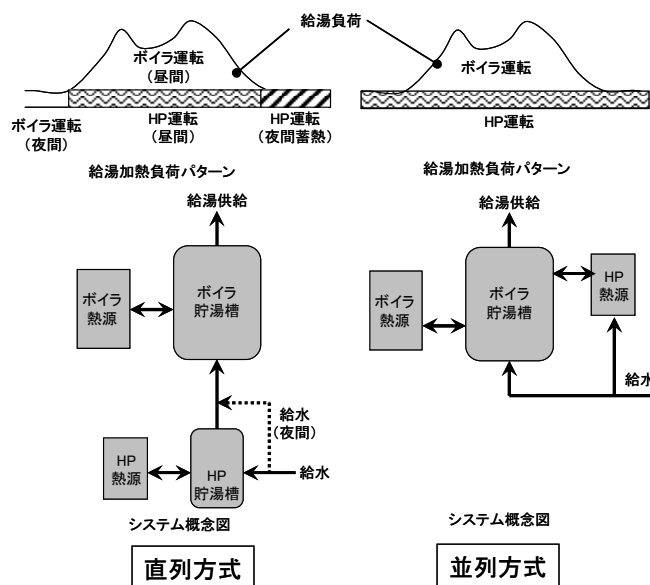 給湯負荷
ボイラ運転
(昼間)
ボイラ運転
(夜間)
HP運転
(昼間)
HP運転
(夜間蓄熱)
給湯加熱負荷パターン
給湯供給
ボイラ
熱源
ボイラ
貯湯槽
給水
(夜間)
HP
熱源
HP
貯湯槽
給水
システム概念図
直列方式
ボイラ運転
HP運転
給湯加熱負荷パターン
給湯供給
ボイラ
熱源
ボイラ
貯湯槽
HP
熱源
給水
システム概念図
並列方式